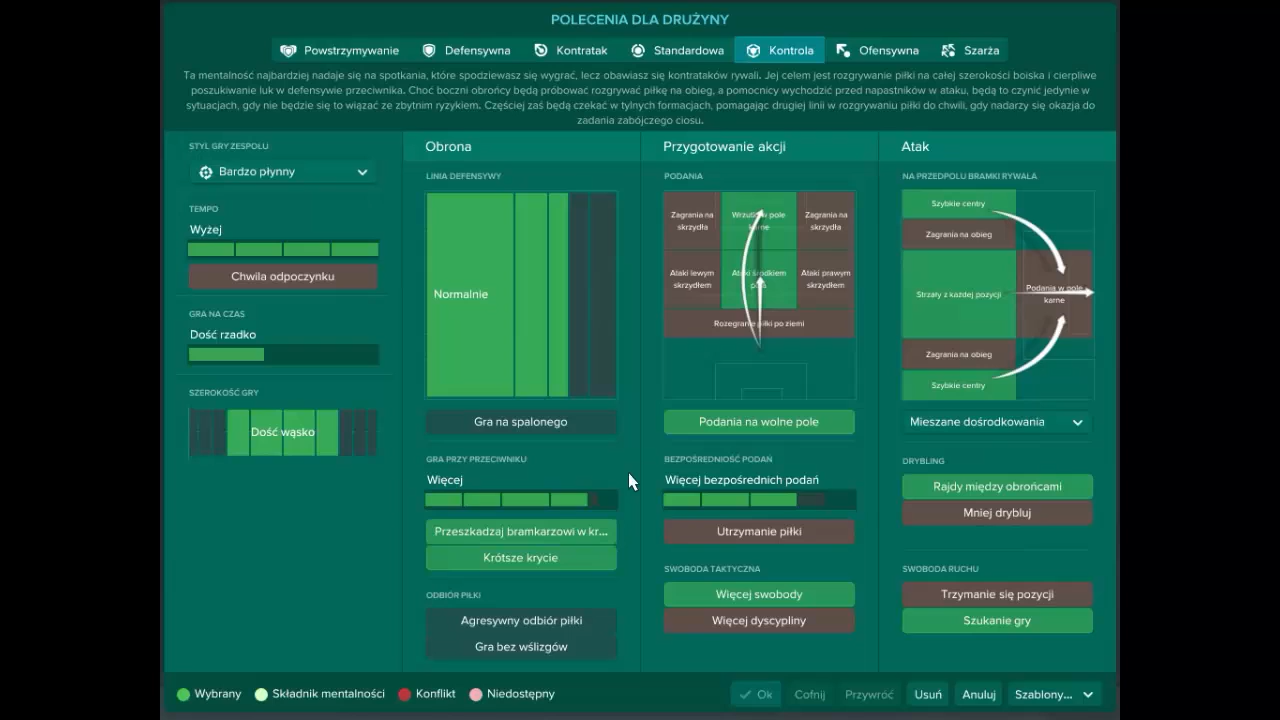 POLECENIA DLA DRUŻYNY
Powstrzymywanie
Defensywna
Kontratak
Standardowa
Kontrola
Ofensywna
Szarża
Ta mentalność najbardziej nadaje się na spotkania, które spodziewasz się wygrać, lecz obawiasz się kontrataków rywali. Jej celem jest rozgrywanie piłki na całej szerokości boiska i cierpliwe
poszukiwanie luk w defensywie przeciwnika. Choć boczni obrońcy będą próbować rozgrywać piłkę na obieg, a pomocnicy wychodzić przed napastników w ataku, będą to czynić jedynie w
sytuacjach, gdy nie będzie się to wiązać ze zbytnim ryzykiem. Częściej zaś będą czekać w tylnych formacjach, pomagając drugiej linii w rozgrywaniu piłki do chwili, gdy nadarzy się okazja do
zadania zabójczego ciosu.
STYL GRY ZESPOŁU
Bardzo płynny
TEMPO
Wyżej
Chwila odpoczynku
GRA NA CZAS
Dość rzadko
SZEROKOŚĆ GRY
Dość wąsko
Obrona
LINIA DEFENSYWY
Normalnie
Gra na spalonego
GRA PRZY PRZECIWNIKU
Więcej
Przeszkadzaj bramkarzowi w kr...
Krótsze krycie
ODBIÓR PIŁKI
Agresywny odbiór piłki
Gra bez wślizgów
Przygotowanie akcji
PODANIA
Zagrania na
skrzydła
Wrzutki w pole
karne
Zagrania na
skrzydła
Ataki lewym
skrzydłem
Ataki środkiem
pola
Ataki prawym
skrzydłem
Rozegranie piłki po ziemi
Podania na wolne pole
BEZPOŚREDNIOŚĆ PODAŃ
Więcej bezpośrednich podań
Utrzymanie piłki
SWOBODA TAKTYCZNA
Więcej swobody
Więcej dyscypliny
Atak
NA PRZEDPOLU BRAMKI RYWALA
Szybkie centry
Zagrania na obieg
Strzały z każdej pozycji
Podania w pole
karne
Zagrania na obieg
Szybkie centry
Mieszane dośrodkowania
DRYBLING
Rajdy między obrońcami
Mniej drybluj
SWOBODA RUCHU
Trzymanie się pozycji
Szukanie gry
Wybrany
Składnik mentalności
Konflikt
Niedostępny
Ok
Cofnij
Przywróć
Usuń
Anuluj
Szablony...